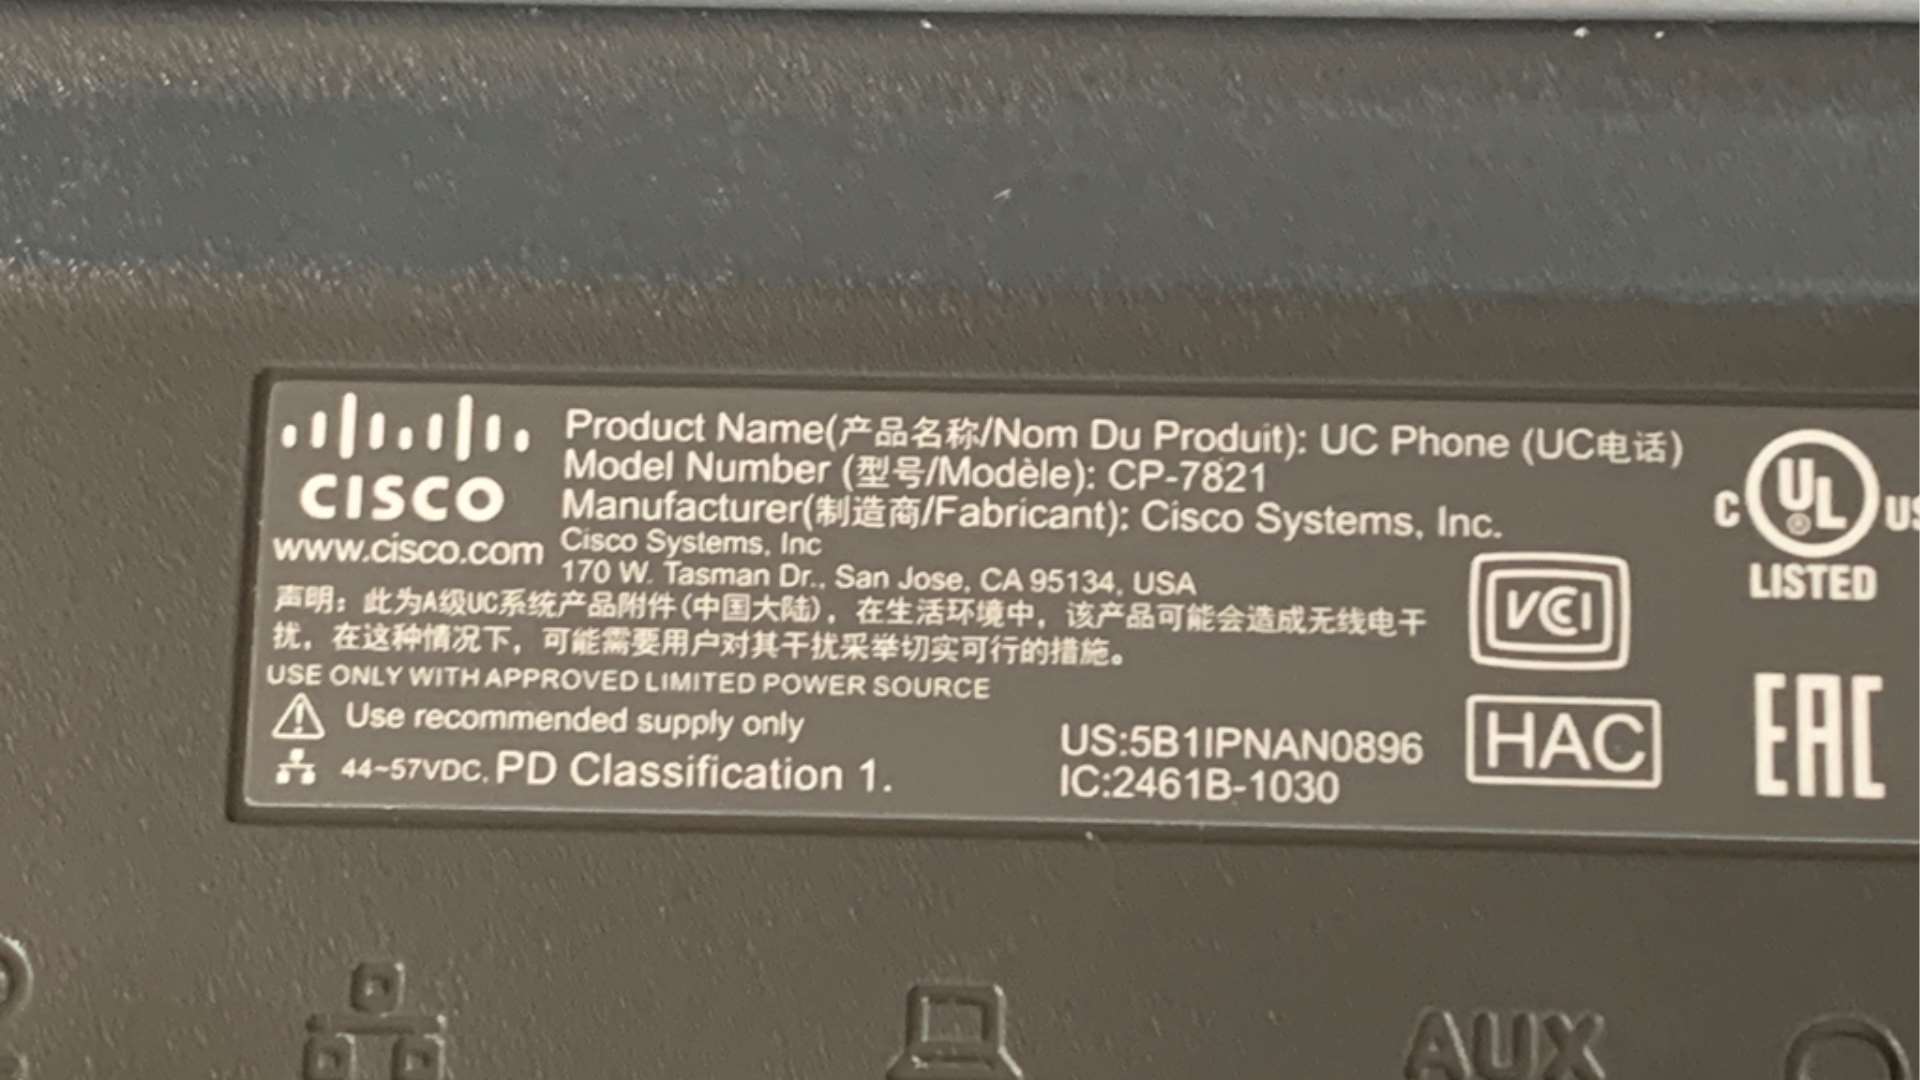 CISCO
www.cisco.com
Product Name(产品名称/Nom Du Produit): UC Phone (UC电话)
Model Number (型号/Modèle): CP-7821
Manufacturer(制造商/Fabricant): Cisco Systems, Inc.
Cisco Systems, Inc
170 W. Tasman Dr., San Jose, CA 95134, USA
声明：此为A级UC系统产品附件(中国大陆)，在生活环境中，该产品可能会造成无线电干
扰，在这种情况下，可能需要用户对其干扰采举切实可行的措施。
USE ONLY WITH APPROVED LIMITED POWER SOURCE
Use recommended supply only
44~57VDC, PD Classification 1.
US:5B1IPNAN0896
IC:2461B-1030
VCCI
HAC
C UL ® US
LISTED
EAC
AUX